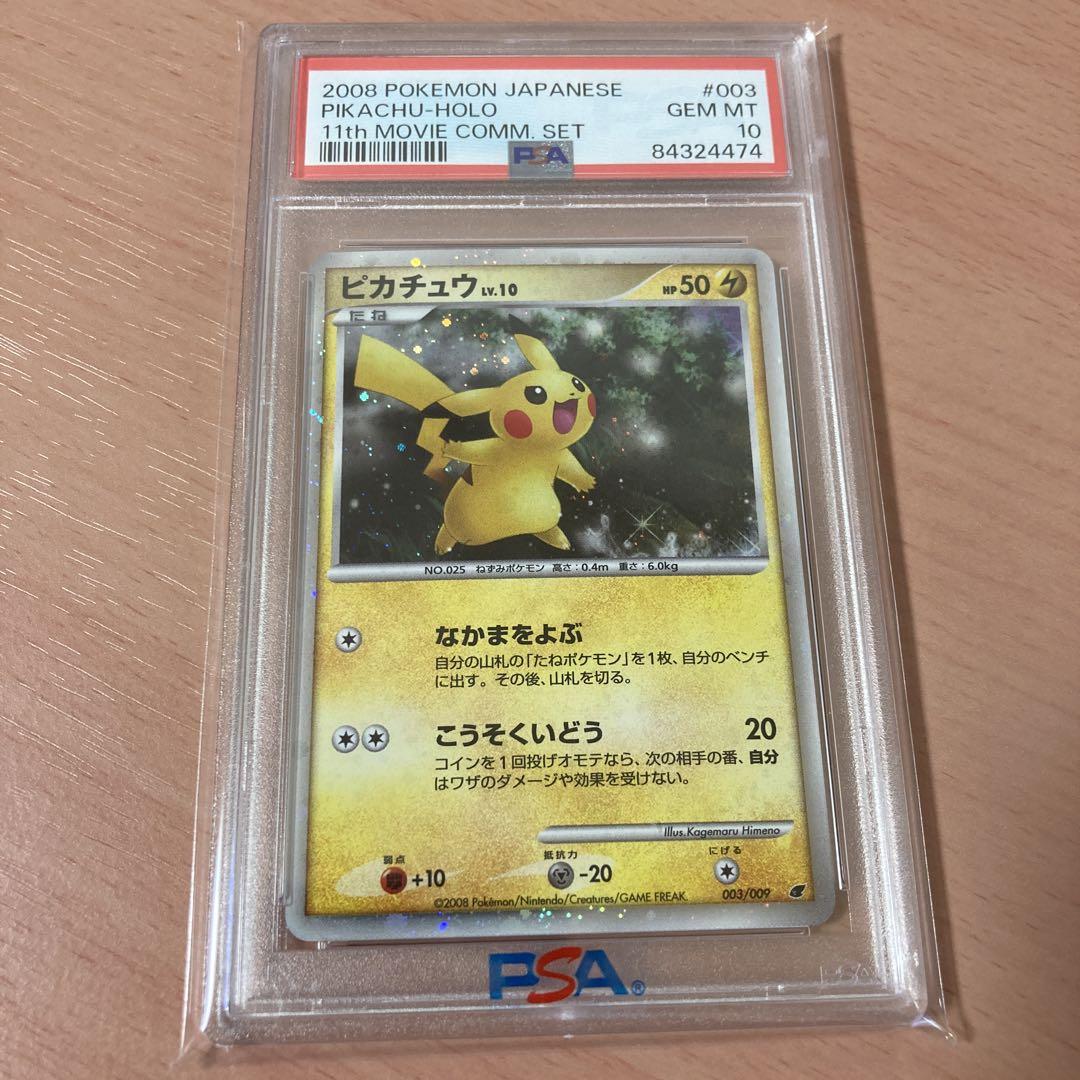 2008 POKEMON JAPANESE #003
PIKACHU-HOLO GEM MT
11th MOVIE COMM. SET 10
PSA 84324474
ピカチュウ LV.10 HP 50
たね
NO.025 ねずみポケモン 高さ:0.4m 重さ:6.0kg
なかまをよぶ
自分の山札の「たねポケモン」を1枚、自分のベンチ
に出す。その後、山札を切る。
こうそくいどう 20
コインを1回投げオモテなら、次の相手の番、自分
はワザのダメージや効果を受けない。
Illus.Kagemaru Himeno
弱点 抵抗力 にげる
+10 -20
003/009
©2008 Pokémon/Nintendo/Creatures/GAME FREAK.
PSA®